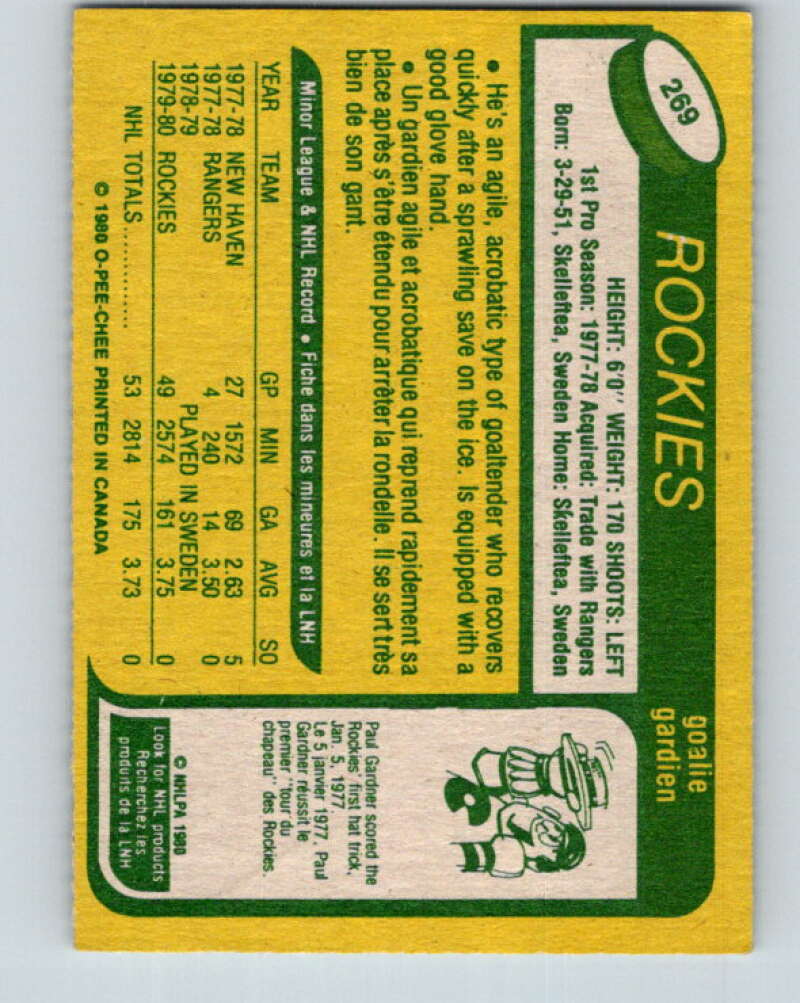 269
ROCKIES
goalie
gardien
HEIGHT: 6'0'' WEIGHT: 170 SHOOTS: LEFT
1st Pro Season: 1977-78 Acquired: Trade with Rangers
Born: 3-29-51, Skelleftea, Sweden Home: Skelleftea, Sweden
• He's an agile, acrobatic type of goaltender who recovers
quickly after a sprawling save on the ice. Is equipped with a
good glove hand.
• Un gardien agile et acrobatique qui reprend rapidement sa
place après s'être étendu pour arrêter la rondelle. Il se sert très
bien de son gant.
Minor League & NHL Record • Fiche dans les mineures et la LNH
YEAR TEAM GP MIN GA AVG SO
1977-78 NEW HAVEN 27 1572 69 2.63 5
1977-78 RANGERS 4 240 14 3.50 0
1978-79 PLAYED IN SWEDEN
1979-80 ROCKIES 49 2574 161 3.75 0
NHL TOTALS.............. 53 2814 175 3.73 0
© 1980 O-PEE-CHEE PRINTED IN CANADA
Paul Gardner scored the
Rockies' first hat trick,
Jan. 5, 1977.
Le 5 janvier 1977, Paul
Gardner réussit le
premier "tour du
chapeau" des Rockies.
© NHLPA 1980
Look for NHL products
Recherchez les
produits de la LNH